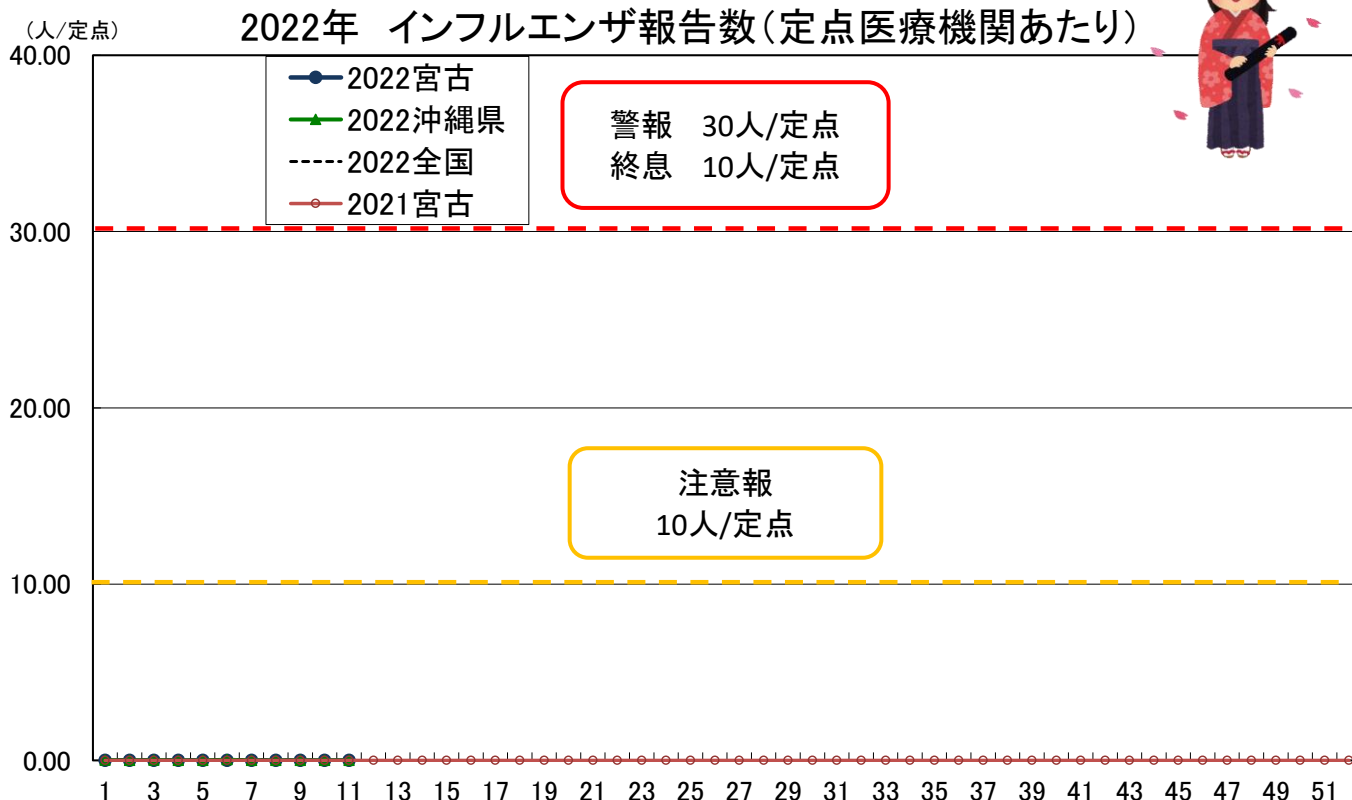 （人/定点）
2022年　インフルエンザ報告数（定点医療機関あたり）
40.00
2022宮古
2022沖縄県
2022全国
2021宮古
警報　30人/定点
終息　10人/定点
30.00
20.00
注意報
10人/定点
10.00
0.00
1 3 5 7 9 11 13 15 17 19 21 23 25 27 29 31 33 35 37 39 41 43 45 47 49 51